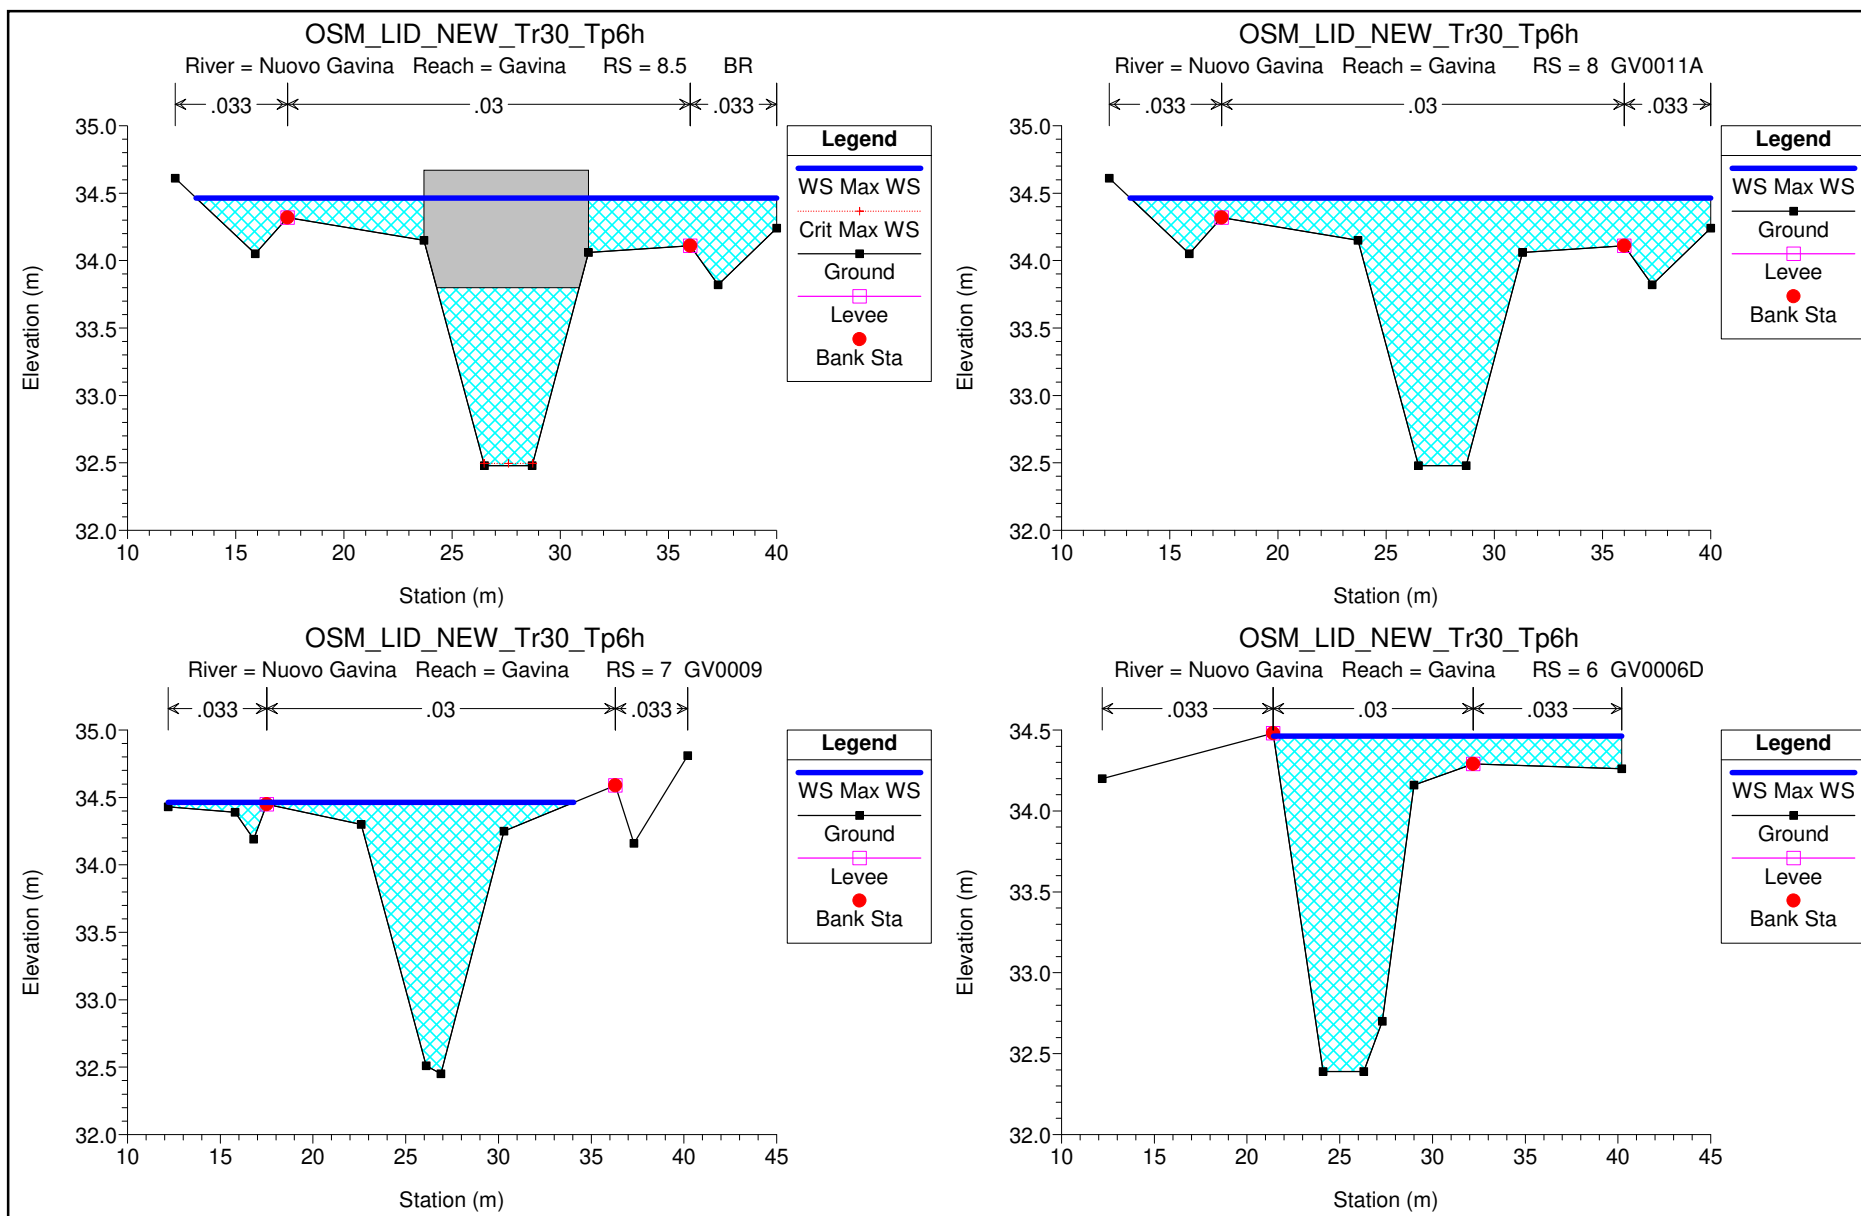 OSM_LID_NEW_Tr30_Tp6h
River = Nuovo Gavina Reach = Gavina RS = 8.5 BR
.033 .03 .033
35.0
34.5
34.0
33.5
33.0
32.5
32.0
Elevation (m)
10 15 20 25 30 35 40
Station (m)
Legend
WS Max WS
Crit Max WS
Ground
Levee
Bank Sta
OSM_LID_NEW_Tr30_Tp6h
River = Nuovo Gavina Reach = Gavina RS = 8 GV0011A
.033 .03 .033
35.0
34.5
34.0
33.5
33.0
32.5
32.0
Elevation (m)
10 15 20 25 30 35 40
Station (m)
Legend
WS Max WS
Ground
Levee
Bank Sta
OSM_LID_NEW_Tr30_Tp6h
River = Nuovo Gavina Reach = Gavina RS = 7 GV0009
.033 .03 .033
35.0
34.5
34.0
33.5
33.0
32.5
32.0
Elevation (m)
10 15 20 25 30 35 40 45
Station (m)
Legend
WS Max WS
Ground
Levee
Bank Sta
OSM_LID_NEW_Tr30_Tp6h
River = Nuovo Gavina Reach = Gavina RS = 6 GV0006D
.033 .03 .033
34.5
34.0
33.5
33.0
32.5
32.0
Elevation (m)
10 15 20 25 30 35 40 45
Station (m)
Legend
WS Max WS
Ground
Levee
Bank Sta